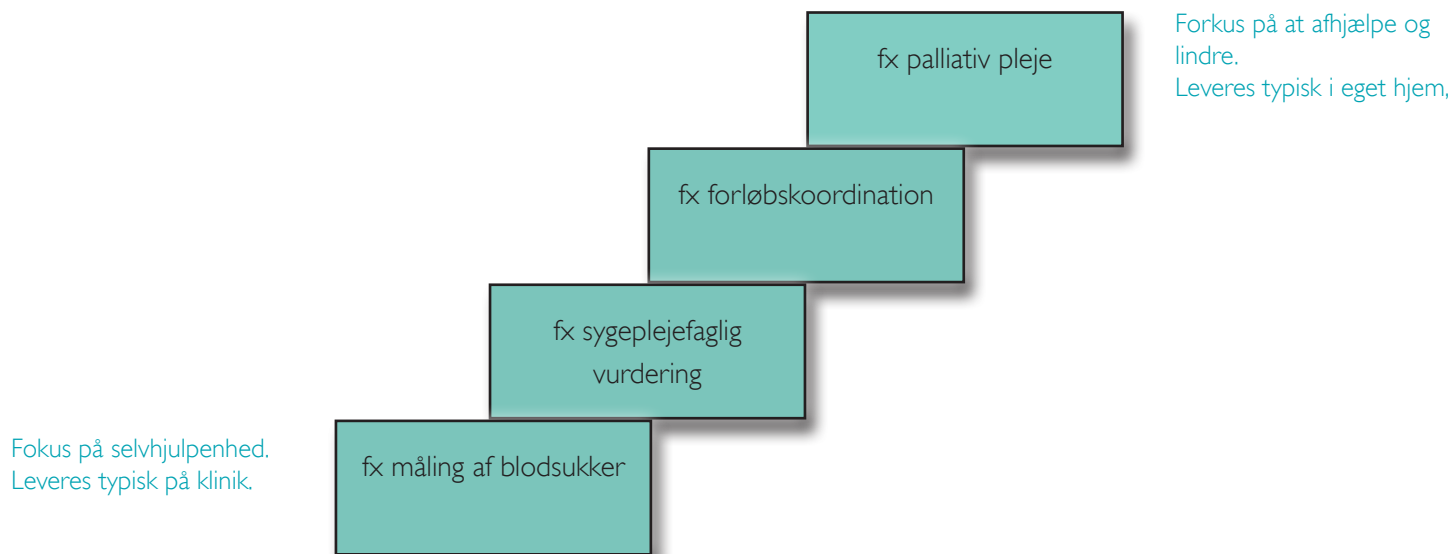 Forkus på at afhjælpe og
lindre.
Leveres typisk i eget hjem,
fx palliativ pleje
fx forløbskoordination
fx sygeplejefaglig
vurdering
fx måling af blodsukker
Fokus på selvhjulpenhed.
Leveres typisk på klinik.